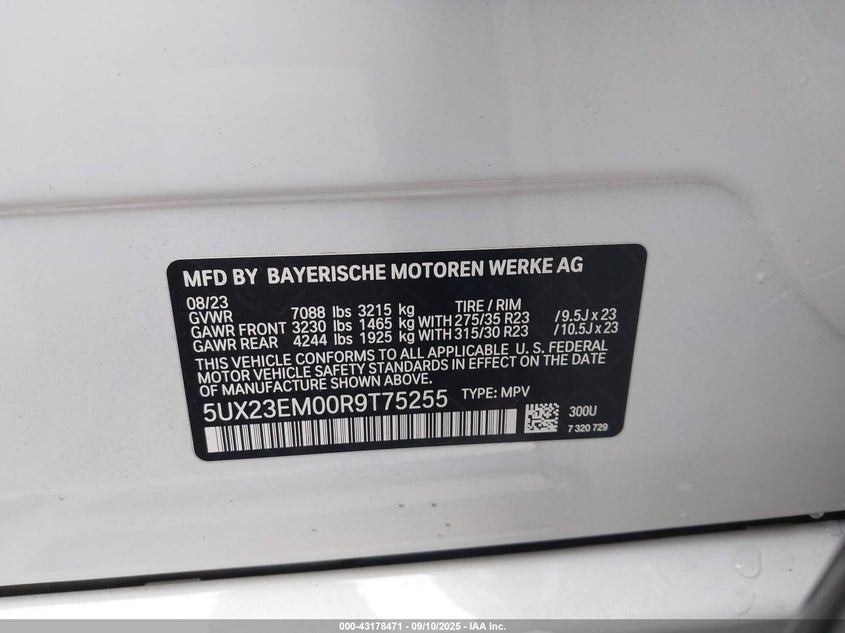 MFD BY BAYERISCHE MOTOREN WERKE AG
08/23 TIRE / RIM
GVWR 7088 lbs 3215 kg
GAWR FRONT 3230 lbs 1465 kg WITH 275/35 R23 / 9.5J x 23
GAWR REAR 4244 lbs 1925 kg WITH 315/30 R23 / 10.5J x 23
THIS VEHICLE CONFORMS TO ALL APPLICABLE U. S. FEDERAL
MOTOR VEHICLE SAFETY STANDARDS IN EFFECT ON THE DATE
OF MANUFACTURE SHOWN ABOVE.
5UX23EM00R9T75255 TYPE: MPV
300U
7 320 729
000-43178471 - 09/10/2025 - IAA Inc.